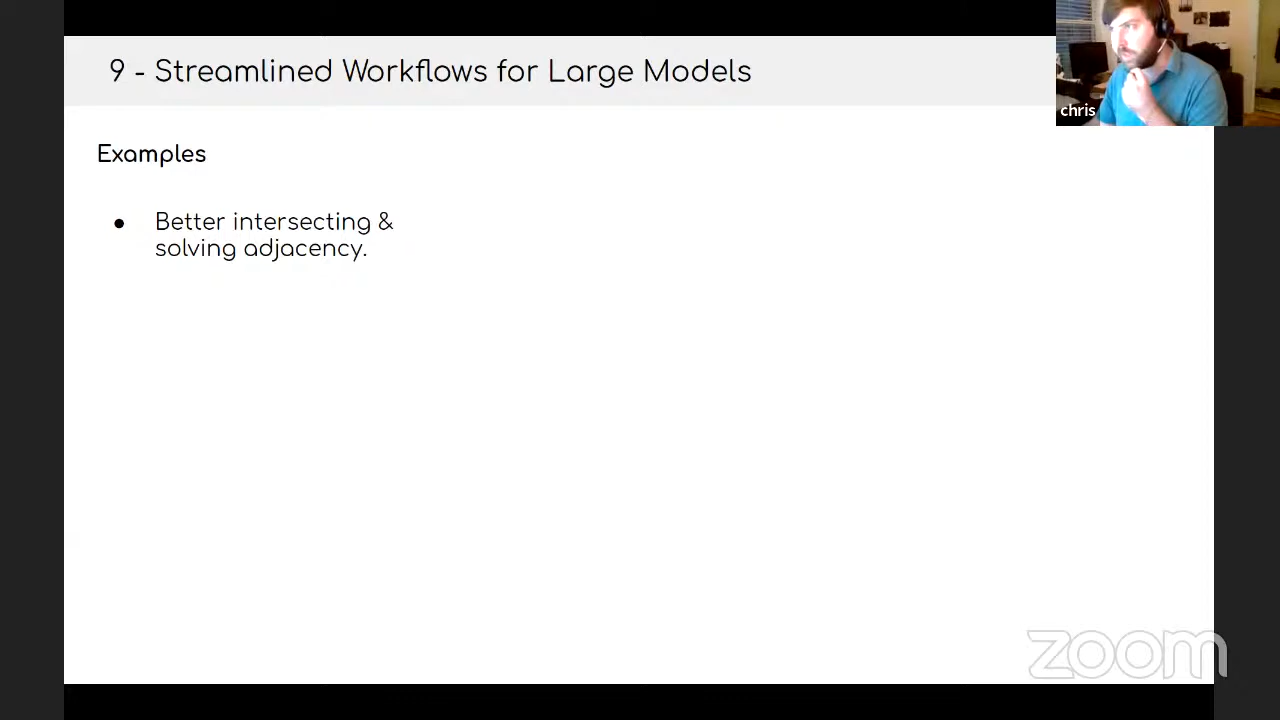 9 - Streamlined Workflows for Large Models
chris
Examples
● Better intersecting &
solving adjacency.
zoom